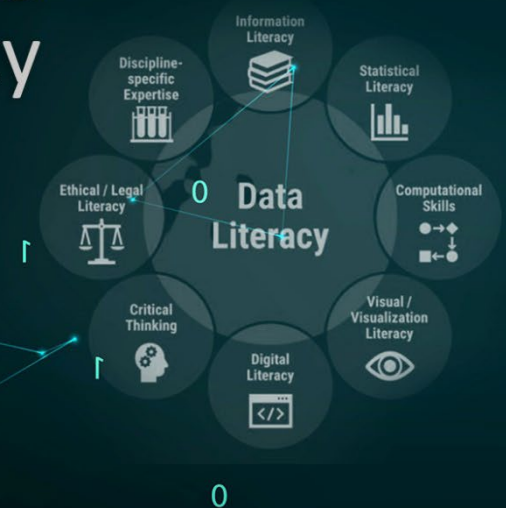 y
Information
Literacy
Discipline-
specific
Expertise
Statistical
Literacy
Ethical / Legal
Literacy
0
Data
Literacy
Computational
Skills
1
Critical
Thinking
Visual /
Visualization
Literacy
1
Digital
Literacy
</>
0